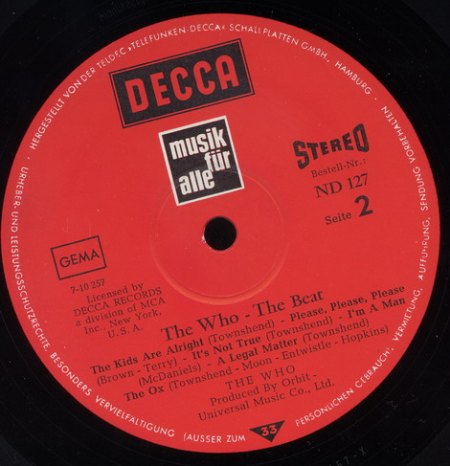 HERGESTELLT VON DER TELDEC »TELEFUNKEN-DECCA« SCHALLPLATTEN GMBH., HAMBURG
URHEBER- UND LEISTUNGSSCHUTZRECHTE, BESONDERS VERVIELFÄLTIGUNG (AUSSER ZUM PERSÖNLICHEN GEBRAUCH), VERMIETUNG, AUFFÜHRUNG, SENDUNG VORBEHALTEN
DECCA
musik
für
alle
STEREO
Bestell-Nr.:
ND 127
Seite 2
GEMA
7-10 257
Licensed by
DECCA RECORDS
a division of MCA
Inc., New York,
U. S. A.
The Who - The Beat
The Kids Are Alright (Townshend) - Please, Please, Please
(Brown - Terry) - It's Not True (Townshend) - I'm A Man
(McDaniels) - A Legal Matter (Townshend)
The Ox (Townshend - Moon - Entwistle - Hopkins)
THE WHO
Produced By Orbit -
Universal Music Co., Ltd.
33